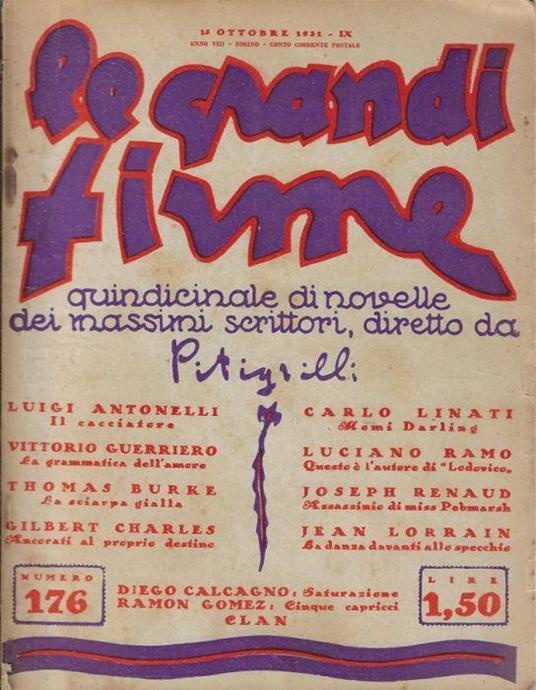 15 OTTOBRE 1931 - IX
ANNO VIII - TORINO - CONTO CORRENTE POSTALE
le grandi
firme
quindicinale di novelle
dei massimi scrittori, diretto da
Pitigrilli
LUIGI ANTONELLI
Il cacciatore
VITTORIO GUERRIERO
La grammatica dell'amore
THOMAS BURKE
La sciarpa gialla
GILBERT CHARLES
Ancorati al proprio destino
CARLO LINATI
Momi Darling
LUCIANO RAMO
Questo è l'autore di "Lodovico„
JOSEPH RENAUD
Assassinio di miss Pebmarsh
JEAN LORRAIN
La danza davanti allo specchio
NUMERO
176
DIEGO CALCAGNO: Saturazione
RAMON GOMEZ: Cinque capricci
CLAN
LIRE
1,50